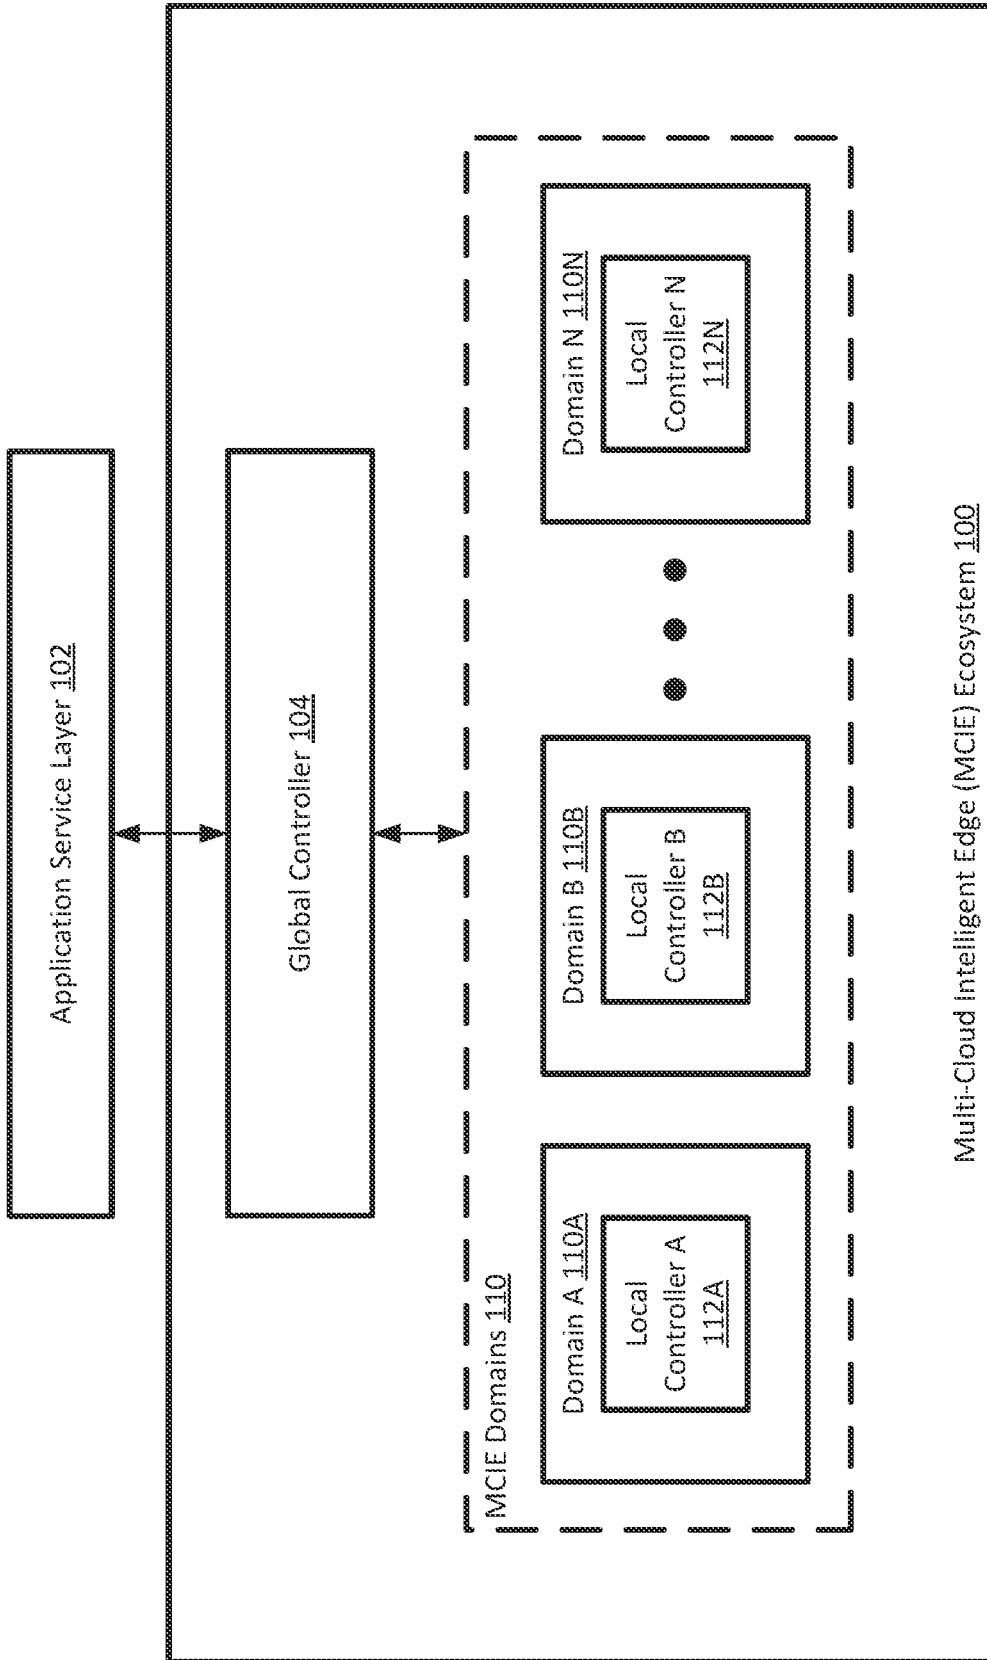 Application Service Layer 102
Global Controller 104
MCIE Domains 110
Domain A 110A
Local
Controller A
112A
Domain B 110B
Local
Controller B
112B
Domain N 110N
Local
Controller N
112N
Multi-Cloud Intelligent Edge (MCIE) Ecosystem 100